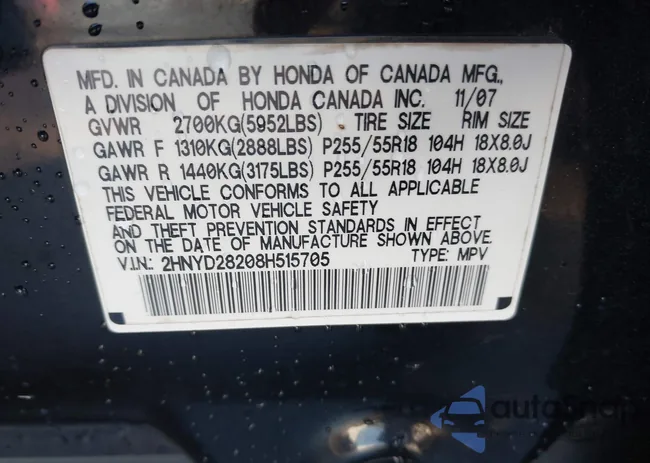 MFD. IN CANADA BY HONDA OF CANADA MFG.,
A DIVISION OF HONDA CANADA INC. 11/07
GVWR 2700KG(5952LBS) TIRE SIZE RIM SIZE
GAWR F 1310KG(2888LBS) P255/55R18 104H 18X8.0J
GAWR R 1440KG(3175LBS) P255/55R18 104H 18X8.0J
THIS VEHICLE CONFORMS TO ALL APPLICABLE
FEDERAL MOTOR VEHICLE SAFETY
AND THEFT PREVENTION STANDARDS IN EFFECT
ON THE DATE OF MANUFACTURE SHOWN ABOVE.
V.I.N.: 2HNYD28208H515705 TYPE: MPV
autosnap